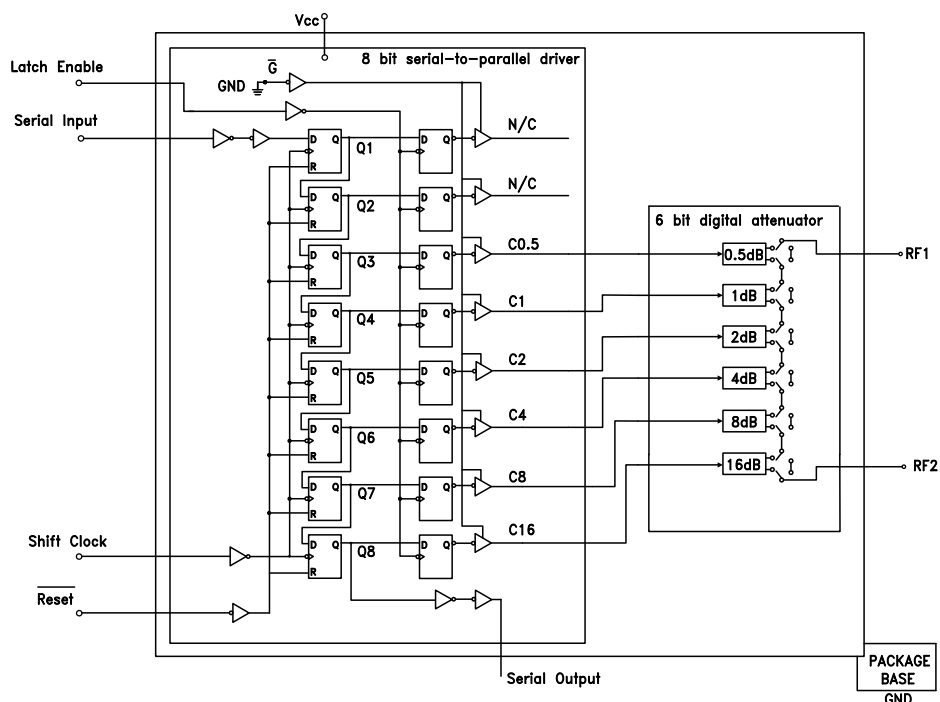 Vcc
8 bit serial-to-parallel driver
Latch Enable
G
GND
Serial Input
D Q
R
Q1
D Q
N/C
D Q
R
Q2
D Q
N/C
D Q
R
Q3
D Q
C0.5
D Q
R
Q4
D Q
C1
D Q
R
Q5
D Q
C2
D Q
R
Q6
D Q
C4
D Q
R
Q7
D Q
C8
D Q
R
Q8
D Q
C16
6 bit digital attenuator
0.5dB
1dB
2dB
4dB
8dB
16dB
RF1
RF2
Shift Clock
Reset
Serial Output
PACKAGE
BASE
GND